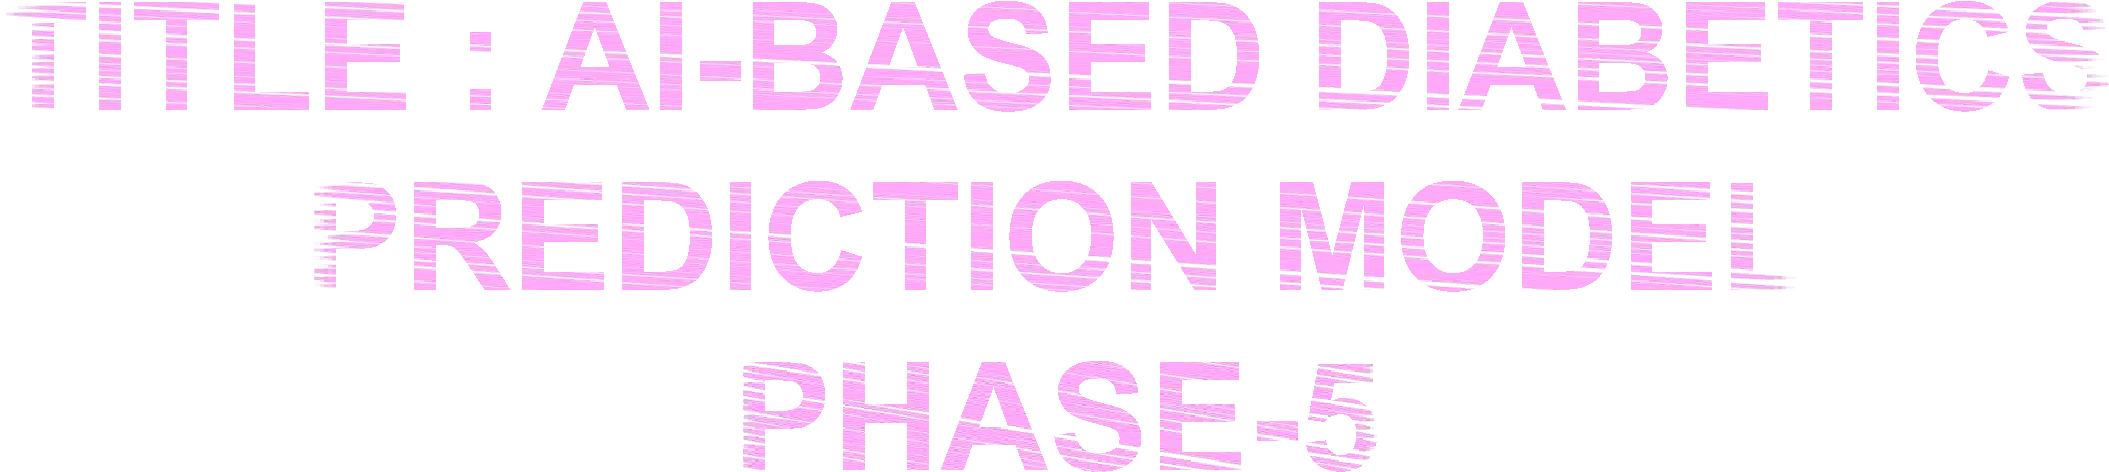 TITLE : AI-BASED DIABETICS
PREDICTION MODEL
PHASE-5